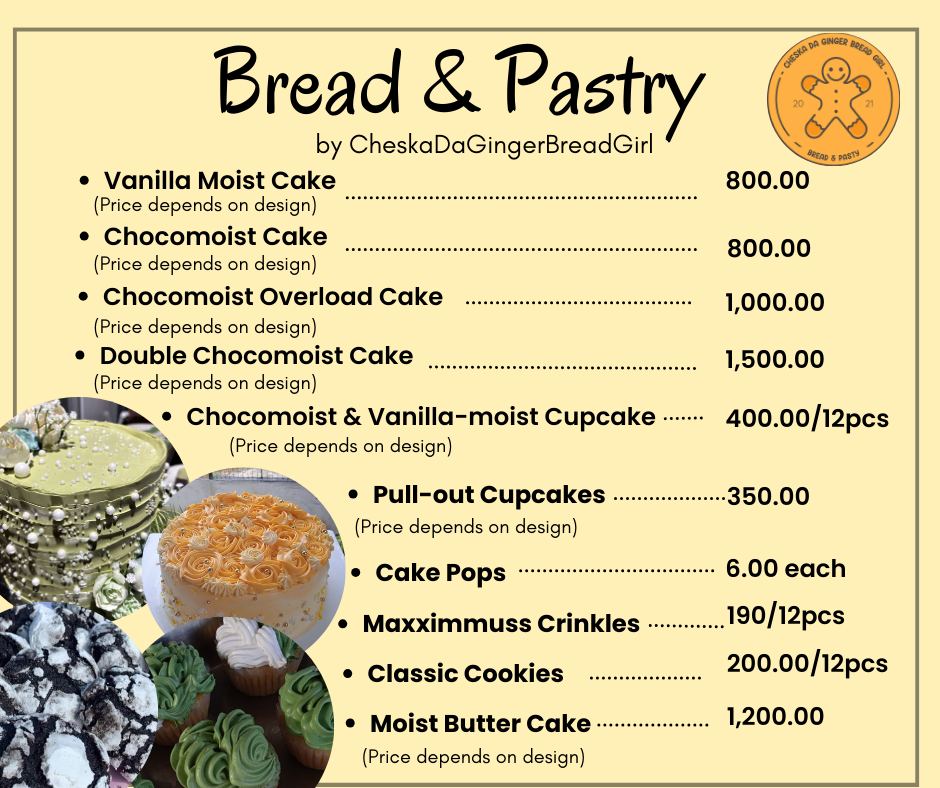 Bread & Pastry
by CheskaDaGingerBreadGirl
CHESKA DA GINGER BREAD GIRL
20 21
BREAD & PASTY
• Vanilla Moist Cake ........ 800.00
(Price depends on design)
• Chocomoist Cake ........ 800.00
(Price depends on design)
• Chocomoist Overload Cake ........ 1,000.00
(Price depends on design)
• Double Chocomoist Cake ........ 1,500.00
(Price depends on design)
• Chocomoist & Vanilla-moist Cupcake ....... 400.00/12pcs
(Price depends on design)
• Pull-out Cupcakes ........ 350.00
(Price depends on design)
• Cake Pops ........ 6.00 each
• Maxximmuss Crinkles ........ 190/12pcs
• Classic Cookies ........ 200.00/12pcs
• Moist Butter Cake ........ 1,200.00
(Price depends on design)